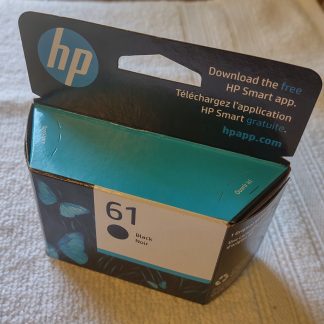 hp
Download the free
HP Smart app.
Téléchargez l'application
HP Smart gratuite.
hpapp.com
61
Black
Noir